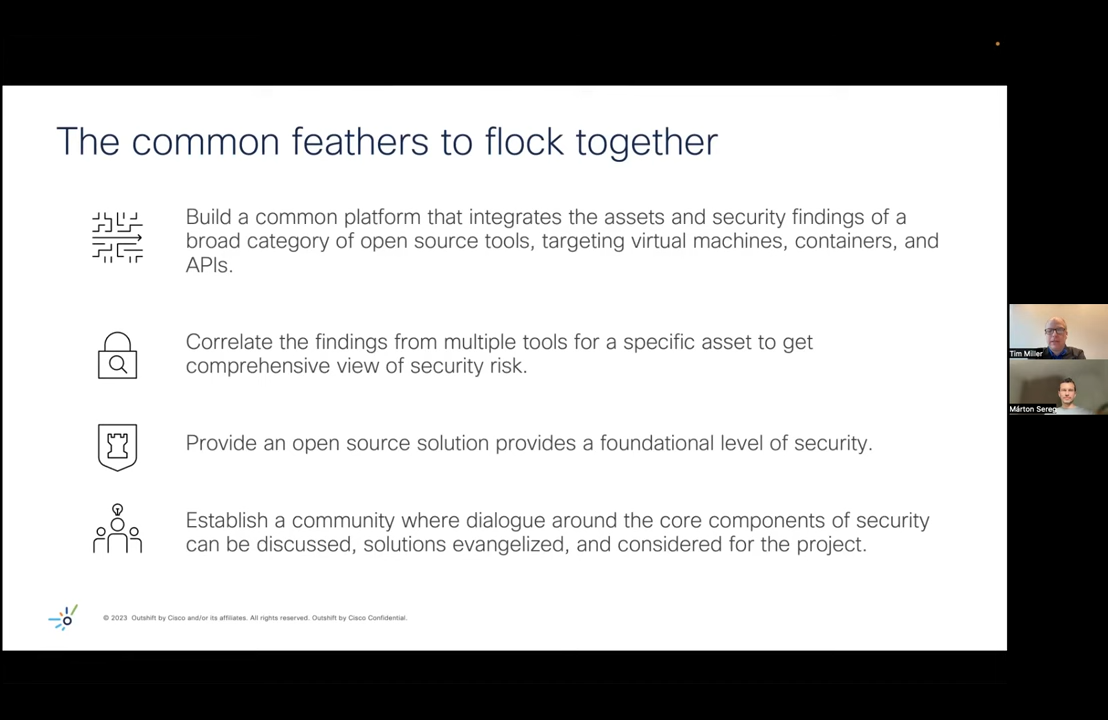 The common feathers to flock together
Build a common platform that integrates the assets and security findings of a
broad category of open source tools, targeting virtual machines, containers, and
APIs.
Correlate the findings from multiple tools for a specific asset to get
comprehensive view of security risk.
Tim Miller
Márton Sereg
Provide an open source solution provides a foundational level of security.
Establish a community where dialogue around the core components of security
can be discussed, solutions evangelized, and considered for the project.
© 2023 Outshift by Cisco and/or its affiliates. All rights reserved. Outshift by Cisco Confidential.